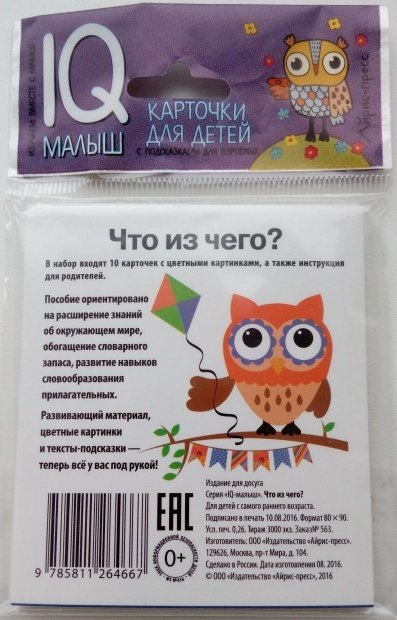 ИГРАЕМ ВМЕСТЕ С МАМОЙ
IQ
МАЛЫШ
КАРТОЧКИ
ДЛЯ ДЕТЕЙ
С ПОДСКАЗКАМИ ДЛЯ ВЗРОСЛЫХ
Айрис-пресс
Что из чего?
В набор входят 10 карточек с цветными картинками, а также инструкция
для родителей.
Пособие ориентировано
на расширение знаний
об окружающем мире,
обогащение словарного
запаса, развитие навыков
словообразования
прилагательных.
Развивающий материал,
цветные картинки
и тексты-подсказки —
теперь всё у вас под рукой!
9 785811 264667
EAC
0+
Издание для досуга
Серия «IQ-малыш». Что из чего?
Для детей с самого раннего возраста.
Подписано в печать 10.08.2016. Формат 80 × 90.
Усл. печ. 0,26. Тираж 3000 экз. Заказ№ 563.
Изготовитель: ООО «Издательство «Айрис-пресс».
129626, Москва, пр-т Мира, д. 104.
Сделано в России. Дата изготовления 08. 2016.
© ООО «Издательство «Айрис-пресс», 2016